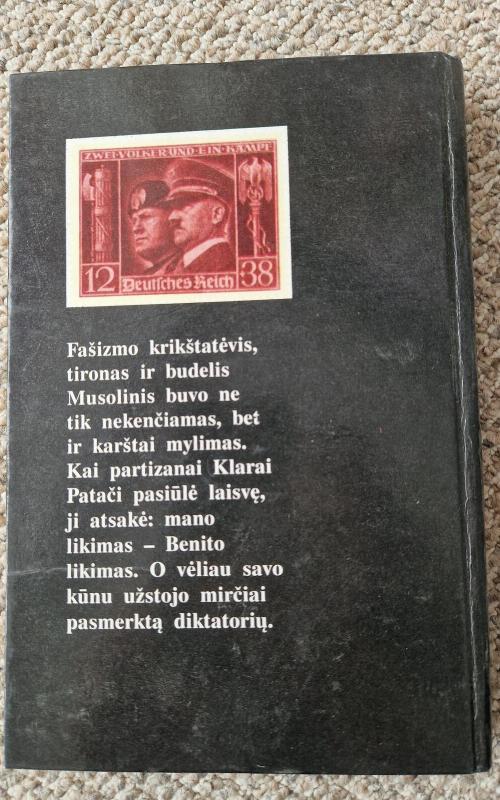 ZWEI·VÖLKER·UND·EIN·KAMPF
12 Deutsches Reich 38
Fašizmo krikštatėvis,
tironas ir budelis
Musolinis buvo ne
tik nekenčiamas, bet
ir karštai mylimas.
Kai partizanai Klarai
Patači pasiūlė laisvę,
ji atsakė: mano
likimas – Benito
likimas. O vėliau savo
kūnu užstojo mirčiai
pasmerktą diktatorių.